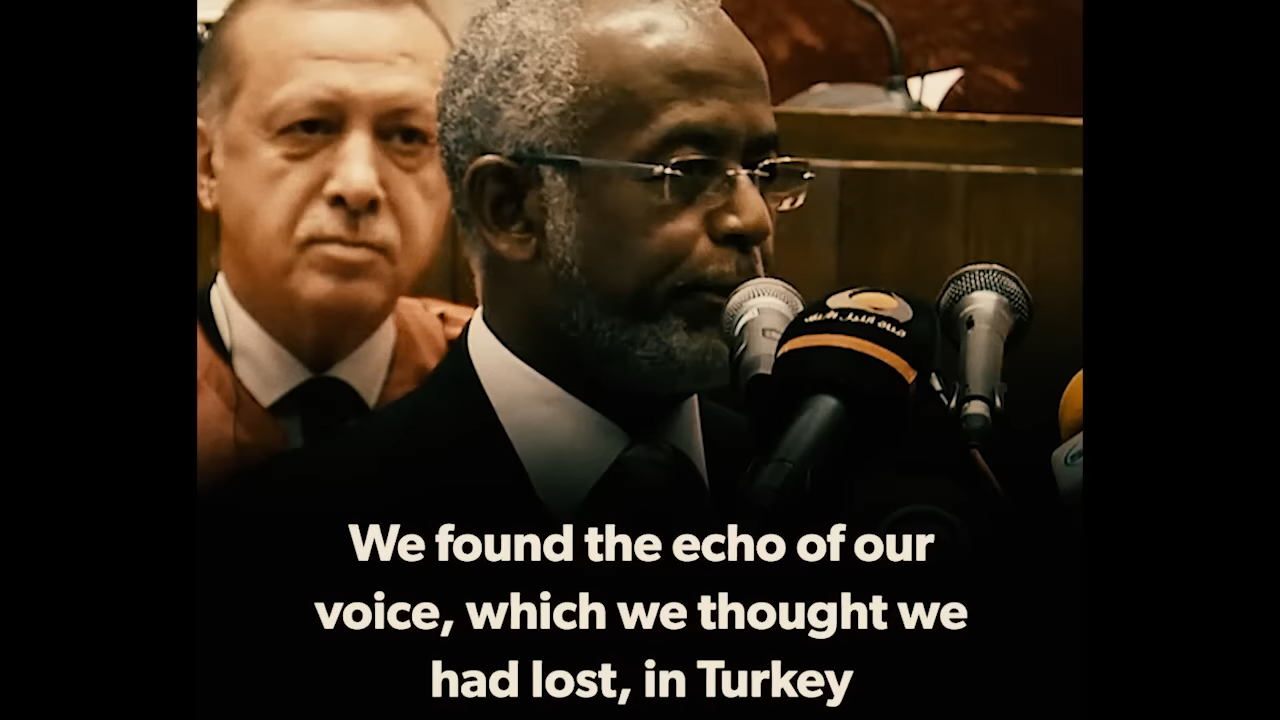 We found the echo of our
voice, which we thought we
had lost, in Turkey